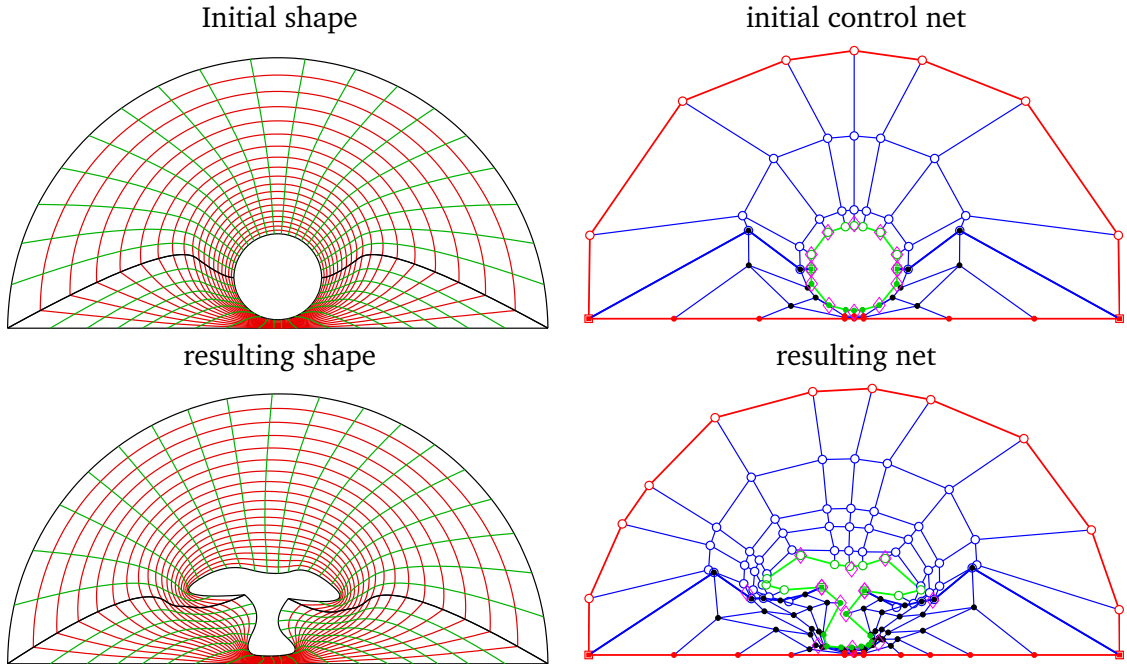 Initial shape
initial control net
resulting shape
resulting net